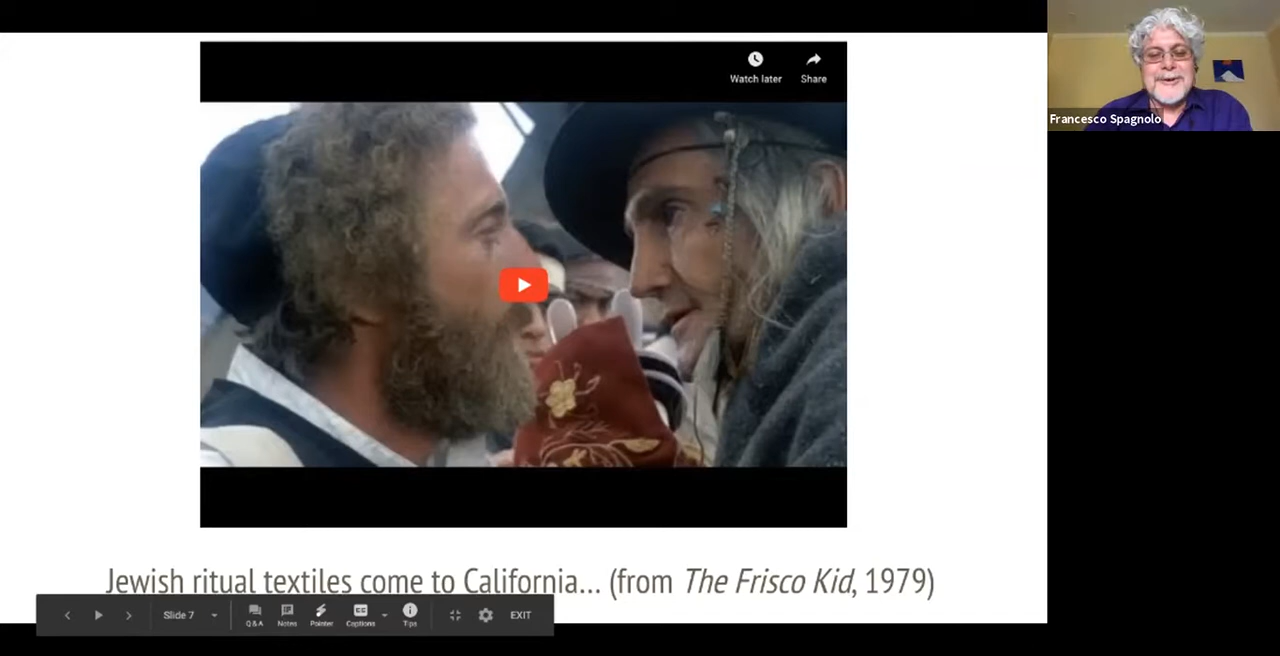 Watch later
Share
Francesco Spagnolo
Jewish ritual textiles come to California... (from The Frisco Kid, 1979)
Slide 7
Q & A
Notes
Pointer
CC
Captions
Tips
EXIT